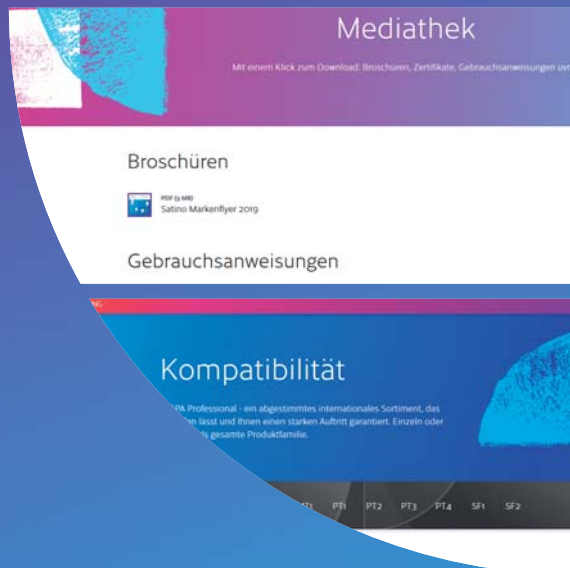 Mediathek
Mit einem Klick zum Download: Broschüren, Zertifikate, Gebrauchsanweisungen
Broschüren
PDF (5 MB)
Satino Markenflyer 2019
Gebrauchsanweisungen
Kompatibilität
PA Professional - ein abgestimmtes internationales Sortiment, das
lässt und Ihnen einen starken Auftritt garantiert. Einzeln oder
gesamte Produktfamilie.
PT1 PT2 PT3 PT4 SF1 SF2